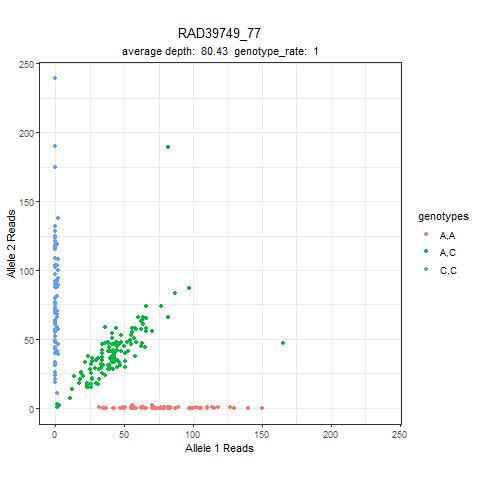 RAD39749_77
average depth: 80.43 genotype_rate: 1
250
200
150
100
50
0
Allele 2 Reads
0 50 100 150 200 250
Allele 1 Reads
genotypes
A,A
A,C
C,C